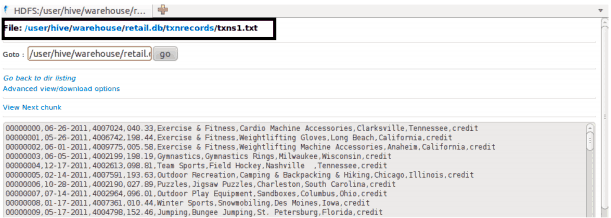 HDFS:/user/hive/warehouse/r...
File: /user/hive/warehouse/retail.db/txnrecords/txns1.txt
Goto : /user/hive/warehouse/retail.c go
Go back to dir listing
Advanced view/download options
View Next chunk
00000000,06-26-2011,4007024,040.33,Exercise & Fitness,Cardio Machine Accessories,Clarksville,Tennessee,credit
00000001,05-26-2011,4006742,198.44,Exercise & Fitness,Weightlifting Gloves,Long Beach,California,credit
00000002,06-01-2011,4009775,005.58,Exercise & Fitness,Weightlifting Machine Accessories,Anaheim,California,credit
00000003,06-05-2011,4002199,198.19,Gymnastics,Gymnastics Rings,Milwaukee,Wisconsin,credit
00000004,12-17-2011,4002613,098.81,Team Sports,Field Hockey,Nashville  ,Tennessee,credit
00000005,02-14-2011,4007591,193.63,Outdoor Recreation,Camping & Backpacking & Hiking,Chicago,Illinois,credit
00000006,10-28-2011,4002190,027.89,Puzzles,Jigsaw Puzzles,Charleston,South Carolina,credit
00000007,07-14-2011,4002964,096.01,Outdoor Play Equipment,Sandboxes,Columbus,Ohio,credit
00000008,01-17-2011,4007361,010.44,Winter Sports,Snowmobiling,Des Moines,Iowa,credit
00000009,05-17-2011,4004798,152.46,Jumping,Bungee Jumping,St. Petersburg,Florida,credit